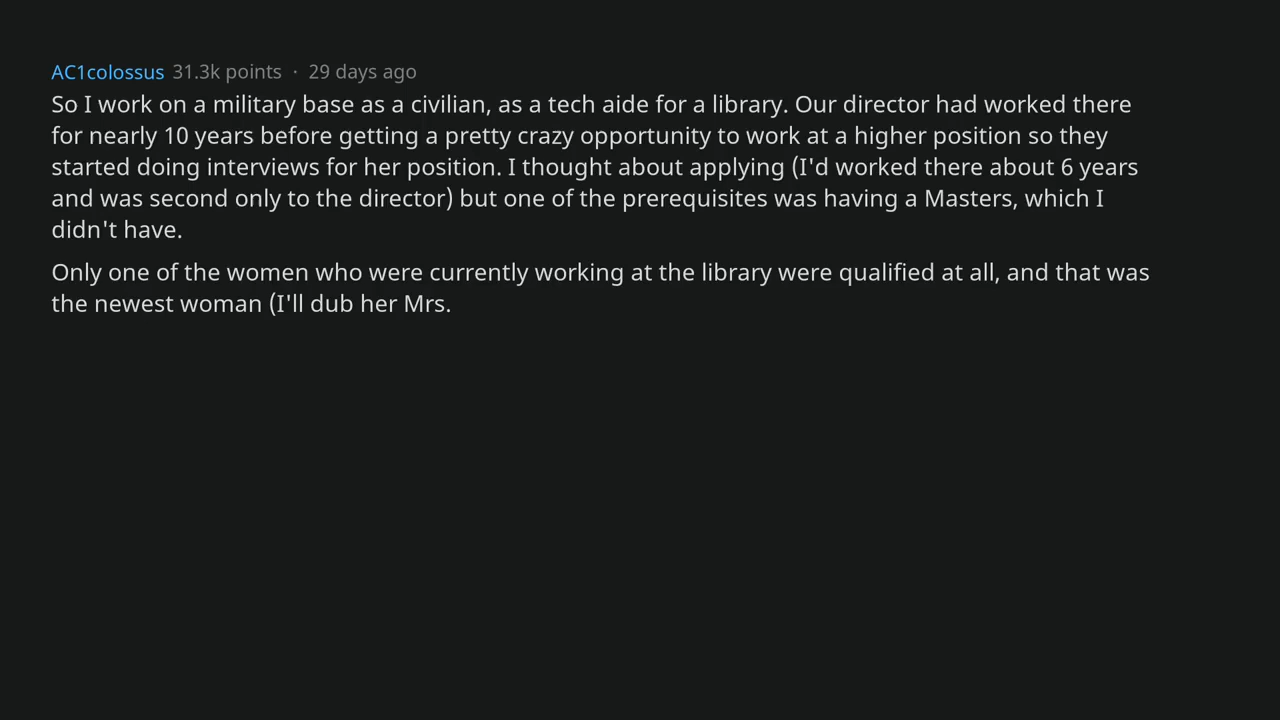 AC1colossus 31.3k points · 29 days ago
So I work on a military base as a civilian, as a tech aide for a library. Our director had worked there
for nearly 10 years before getting a pretty crazy opportunity to work at a higher position so they
started doing interviews for her position. I thought about applying (I'd worked there about 6 years
and was second only to the director) but one of the prerequisites was having a Masters, which I
didn't have.
Only one of the women who were currently working at the library were qualified at all, and that was
the newest woman (I'll dub her Mrs.